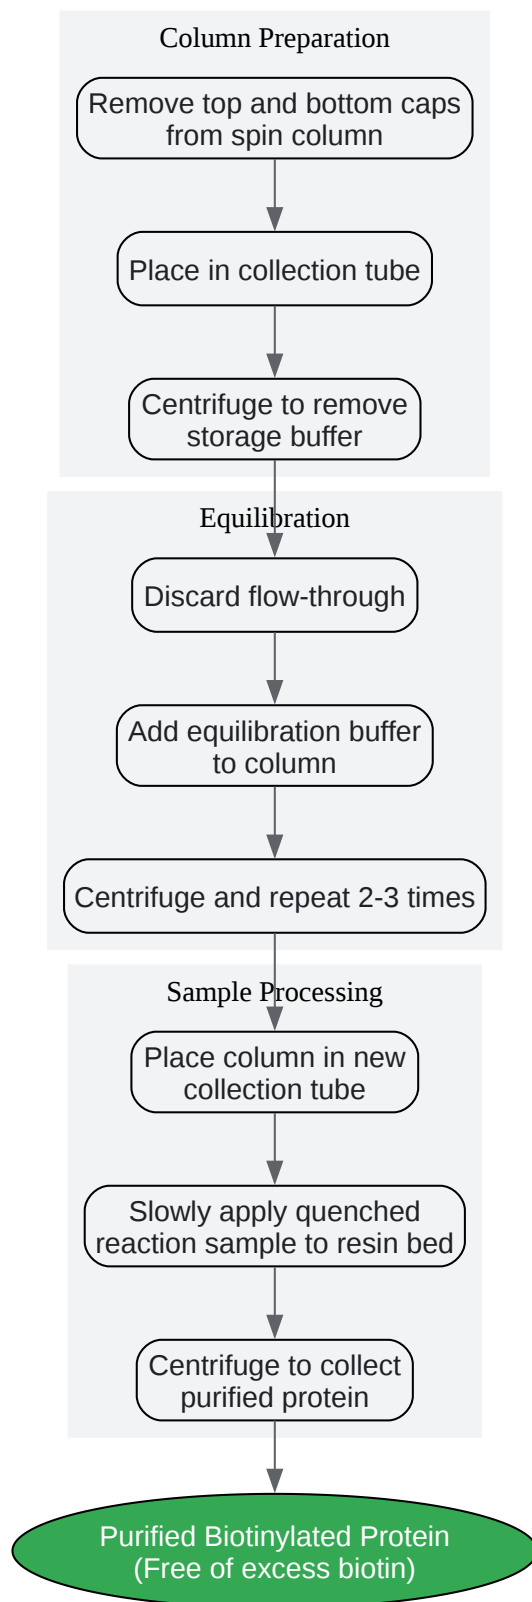 Column Preparation
Remove top and bottom caps
from spin column
Place in collection tube
Centrifuge to remove
storage buffer
Equilibration
Discard flow-through
Add equilibration buffer
to column
Centrifuge and repeat 2-3 times
Sample Processing
Place column in new
collection tube
Slowly apply quenched
reaction sample to resin bed
Centrifuge to collect
purified protein
Purified Biotinylated Protein
(Free of excess biotin)